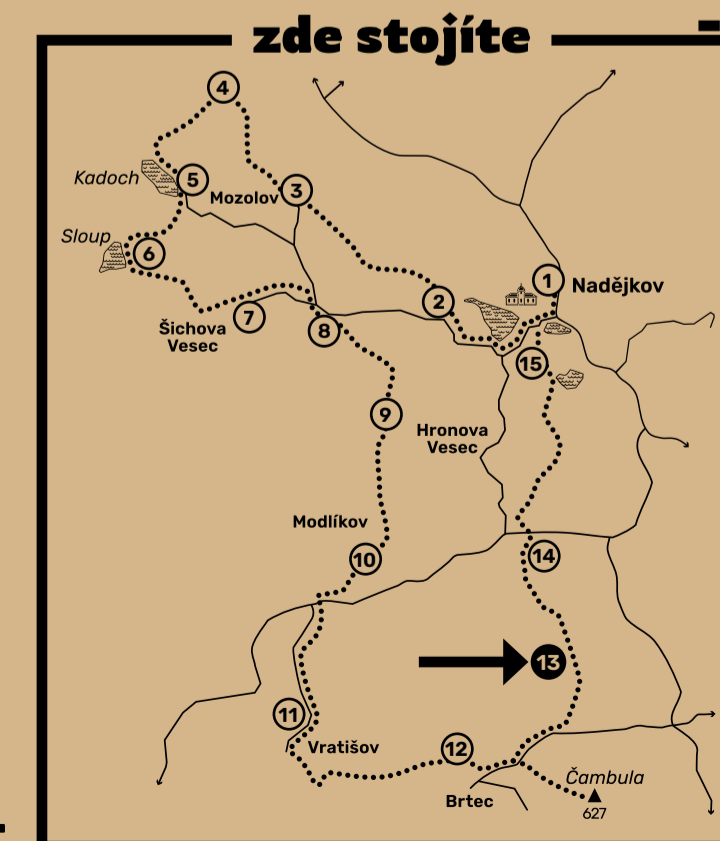 zde stojíte
4
Kadoch
5
Mozolov
3
Sloup
6
1
Nadějkov
2
7
Šichova
Vesec
8
15
9
Hronova
Vesec
Modlíkov
10
14
13
11
Vratišov
12
Čambula
627
Brtec